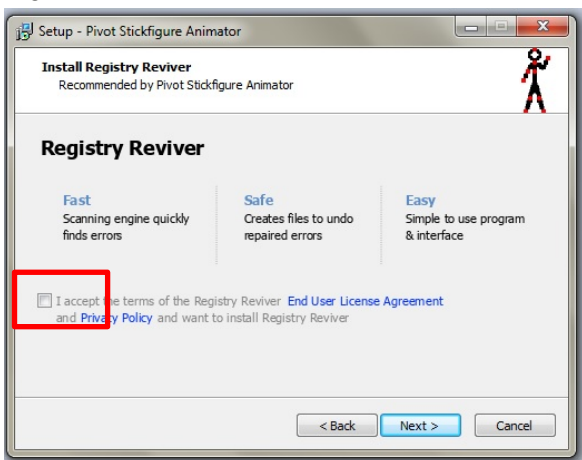 Setup - Pivot Stickfigure Animator
Install Registry Reviver
Recommended by Pivot Stickfigure Animator
Registry Reviver
Fast
Scanning engine quickly
finds errors
Safe
Creates files to undo
repaired errors
Easy
Simple to use program
& interface
I accept the terms of the Registry Reviver End User License Agreement
and Privacy Policy and want to install Registry Reviver
< Back
Next >
Cancel